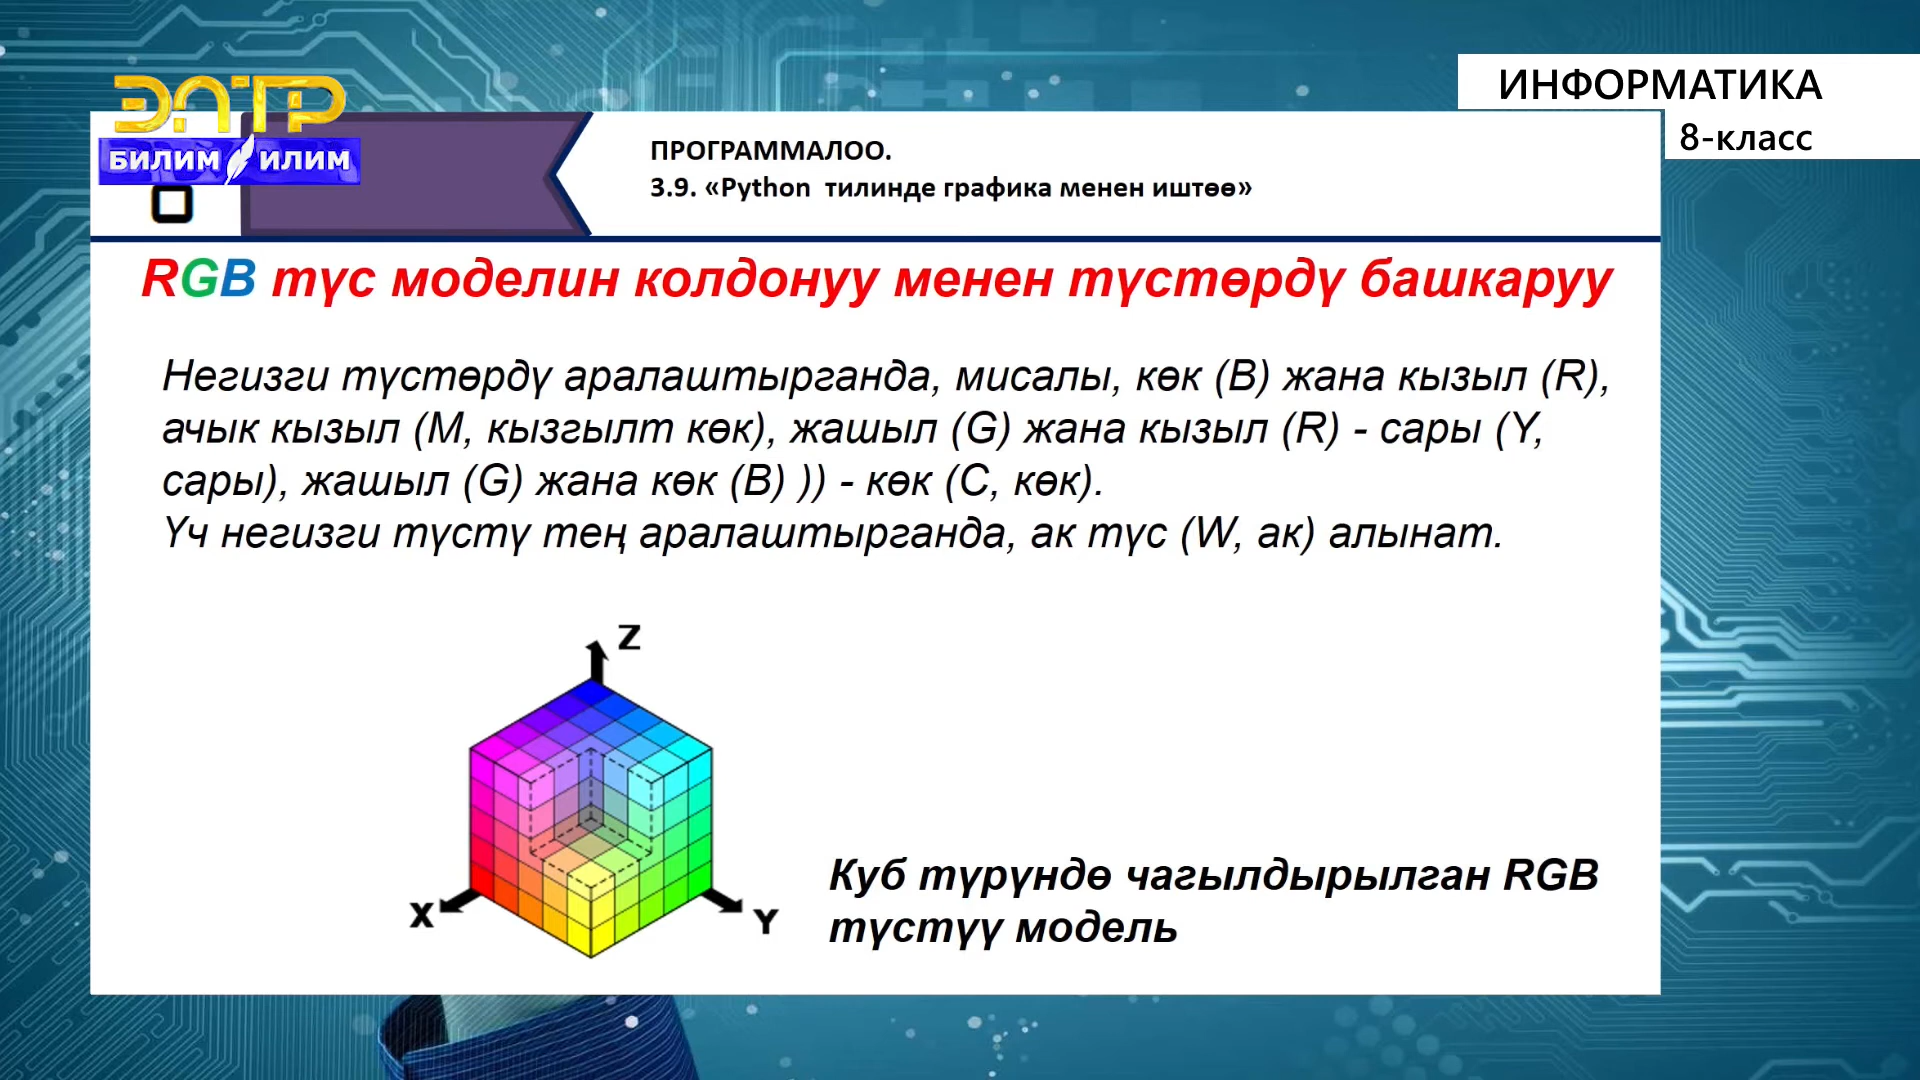 ЭЛТР
БИЛИМ ИЛИМ
ИНФОРМАТИКА
8-класс
ПРОГРАММАЛОО.
3.9. «Python тилинде графика менен иштөө»
RGB түс моделин колдонуу менен түстөрдү башкаруу
Негизги түстөрдү аралаштырганда, мисалы, көк (B) жана кызыл (R),
ачык кызыл (M, кызгылт көк), жашыл (G) жана кызыл (R) - сары (Y,
сары), жашыл (G) жана көк (B) )) - көк (C, көк).
Үч негизги түстү тең аралаштырганда, ак түс (W, ак) алынат.
Z
X
Y
Куб түрүндө чагылдырылган RGB
түстүү модель